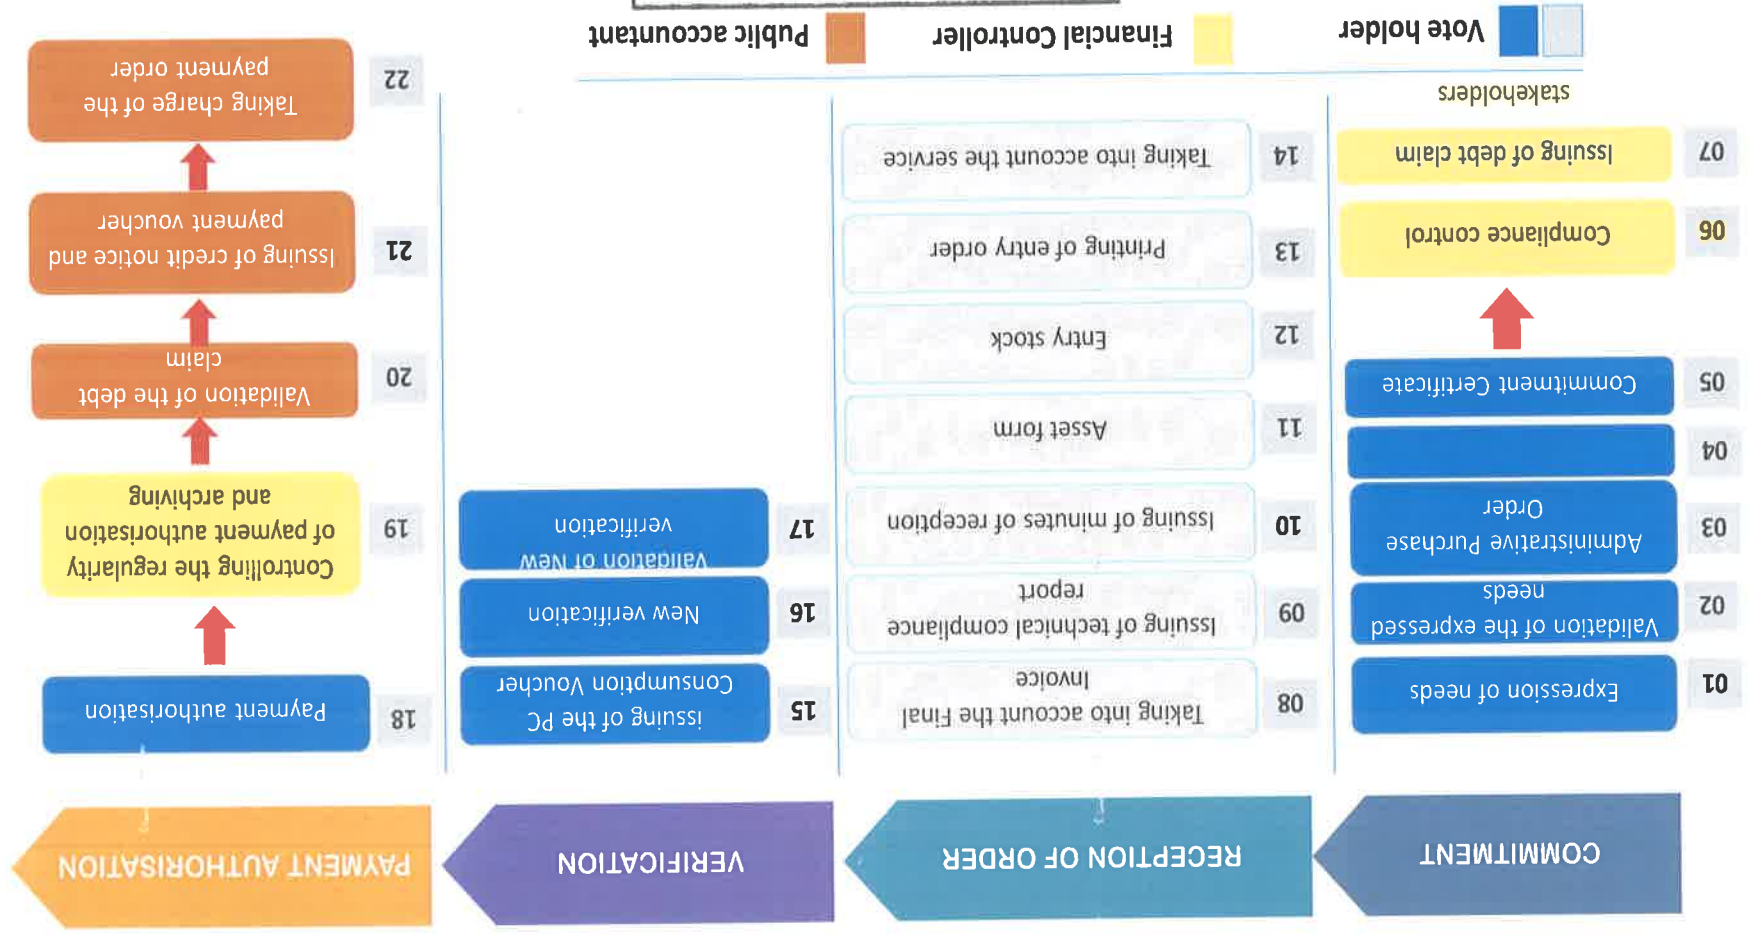 COMMITMENT
RECEPTION OF ORDER
VERIFICATION
PAYMENT AUTHORISATION
01
Expression of needs
02
Validation of the expressed
needs
03
Administrative Purchase
Order
04
05
Commitment Certificate
06
Compliance control
07
Issuing of debt claim
stakeholders
08
Taking into account the Final
Invoice
09
Issuing of technical compliance
report
10
Issuing of minutes of reception
11
Asset form
12
Entry stock
13
Printing of entry order
14
Taking into account the service
15
issuing of the PC
Consumption Voucher
16
New verification
17
Validation of New
verification
18
Payment authorisation
19
Controlling the regularity
of payment authorisation
and archiving
20
Validation of the debt
claim
21
Issuing of credit notice and
payment voucher
22
Taking charge of the
payment order
Vote holder
Financial Controller
Public accountant